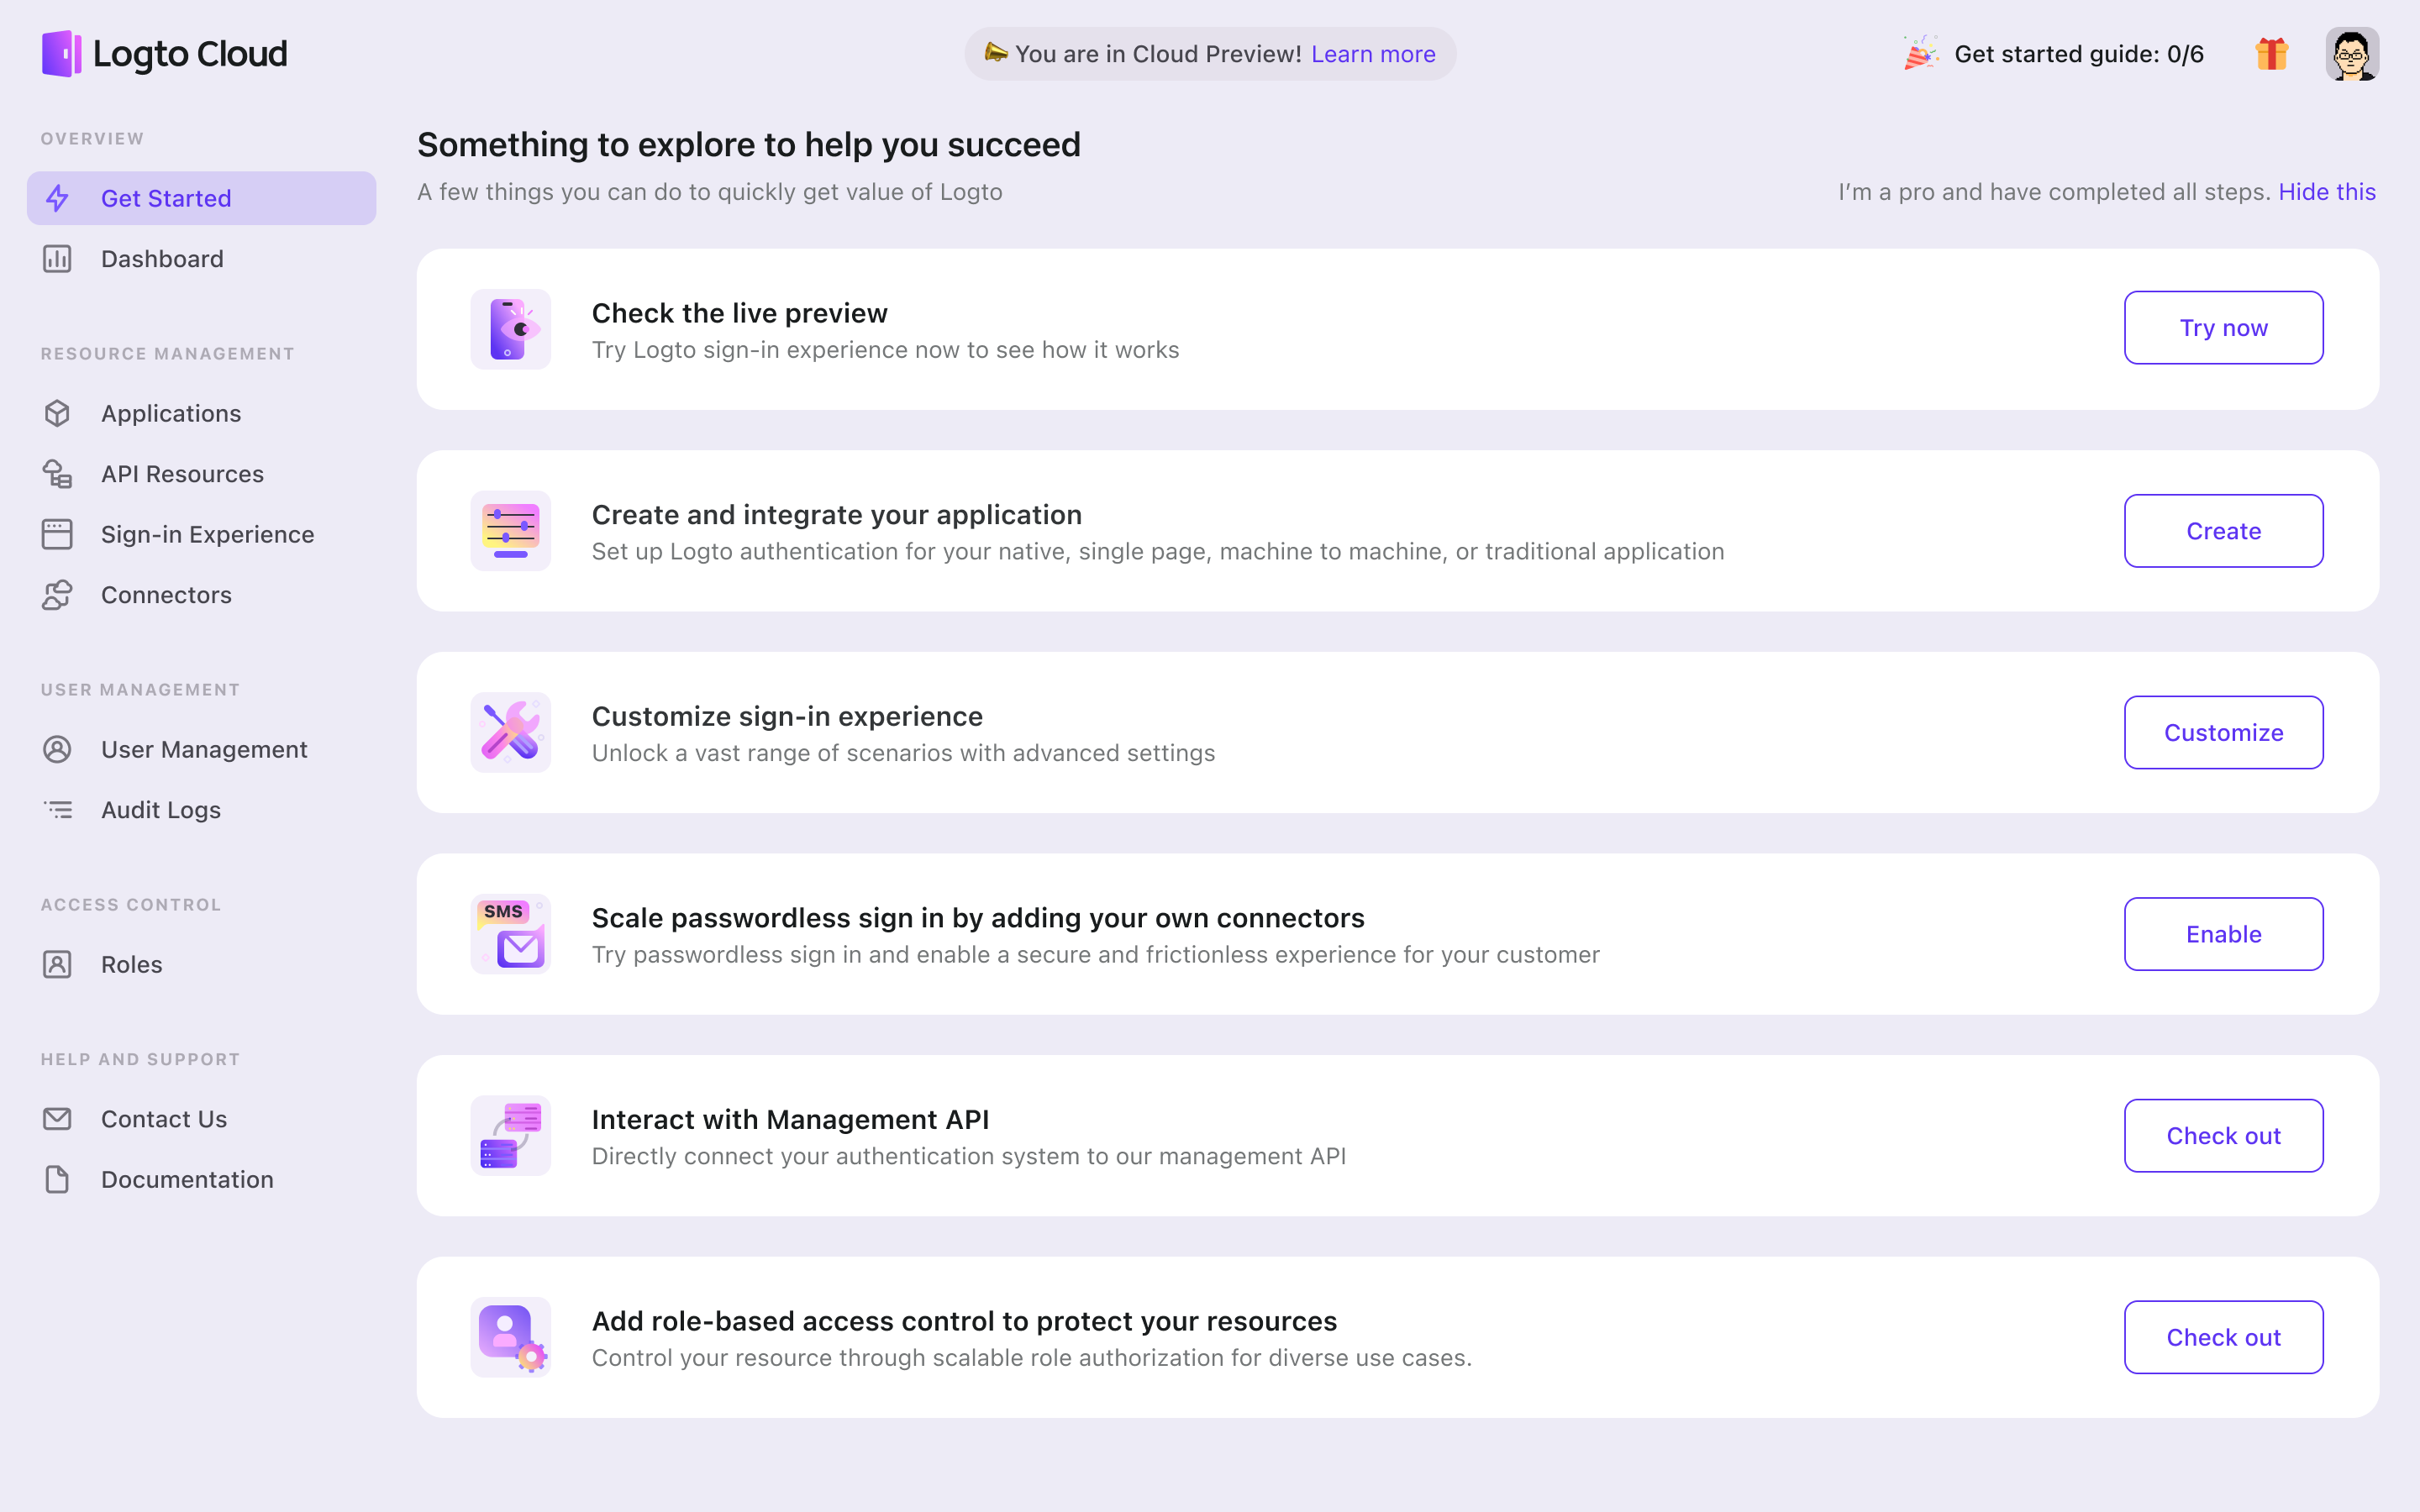 Logto Cloud
You are in Cloud Preview! Learn more
Get started guide: 0/6
OVERVIEW
Get Started
Dashboard
RESOURCE MANAGEMENT
Applications
API Resources
Sign-in Experience
Connectors
USER MANAGEMENT
User Management
Audit Logs
ACCESS CONTROL
Roles
HELP AND SUPPORT
Contact Us
Documentation
Something to explore to help you succeed
A few things you can do to quickly get value of Logto
I’m a pro and have completed all steps. Hide this
Check the live preview
Try Logto sign-in experience now to see how it works
Try now
Create and integrate your application
Set up Logto authentication for your native, single page, machine to machine, or traditional application
Create
Customize sign-in experience
Unlock a vast range of scenarios with advanced settings
Customize
SMS
Scale passwordless sign in by adding your own connectors
Try passwordless sign in and enable a secure and frictionless experience for your customer
Enable
Interact with Management API
Directly connect your authentication system to our management API
Check out
Add role-based access control to protect your resources
Control your resource through scalable role authorization for diverse use cases.
Check out